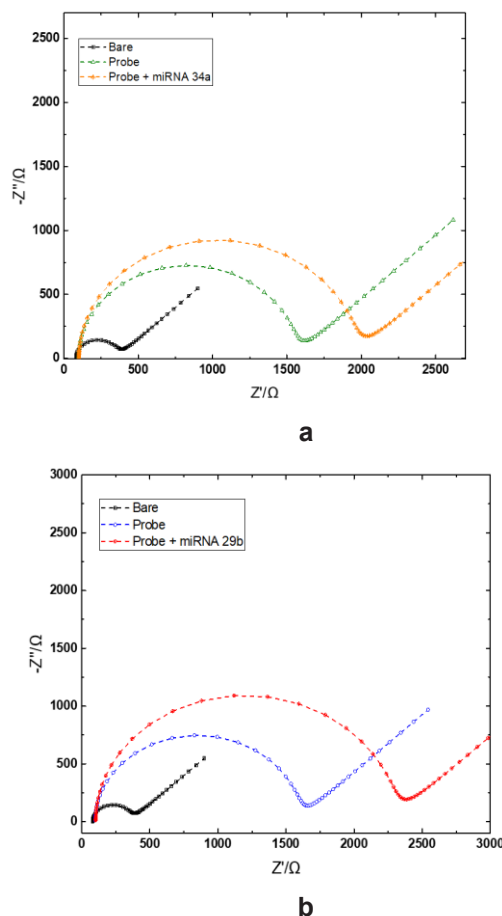 2500
2000
1500
1000
500
0
-Z"/Ω
Bare
Probe
Probe + miRNA 34a
0 500 1000 1500 2000 2500
Z'/Ω
a
3000
2500
2000
1500
1000
500
0
-Z"/Ω
Bare
Probe
Probe + miRNA 29b
0 500 1000 1500 2000 2500 3000
Z'/Ω
b